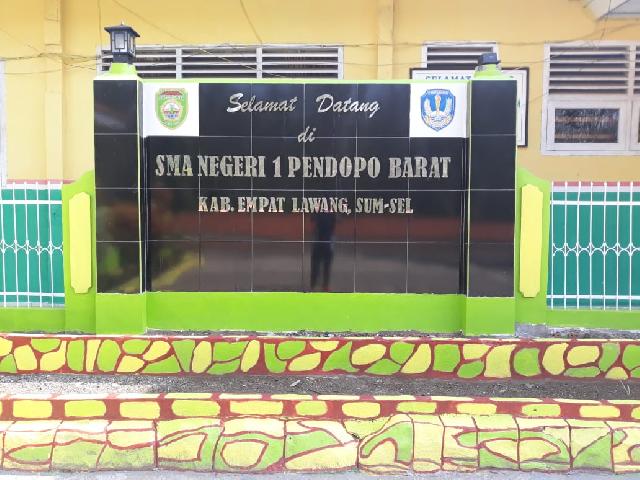 Selamat Datang
di
SMA NEGERI 1 PENDOPO BARAT
KAB. EMPAT LAWANG, SUM-SEL